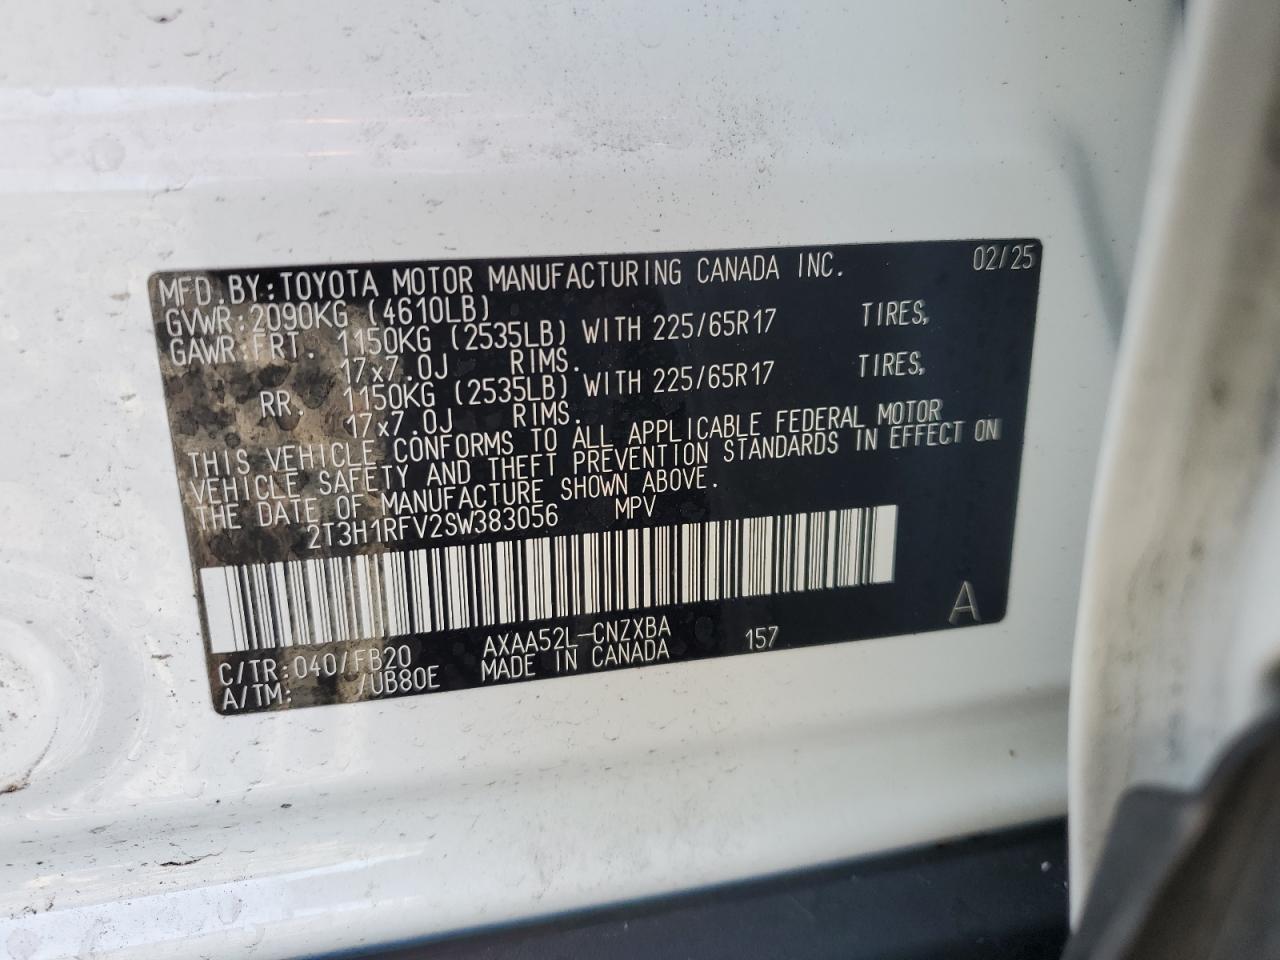 MFD.BY:TOYOTA MOTOR MANUFACTURING CANADA INC. 02/25
GVWR:2090KG (4610LB)
GAWR:FRT. 1150KG (2535LB) WITH 225/65R17 TIRES,
17x7.0J RIMS.
RR. 1150KG (2535LB) WITH 225/65R17 TIRES,
17x7.0J RIMS.
THIS VEHICLE CONFORMS TO ALL APPLICABLE FEDERAL MOTOR
VEHICLE SAFETY AND THEFT PREVENTION STANDARDS IN EFFECT ON
THE DATE OF MANUFACTURE SHOWN ABOVE.
2T3H1RFV2SW383056 MPV
A
C/TR:040/FB20 AXAA52L-CNZXBA 157
A/TM: /UB80E MADE IN CANADA